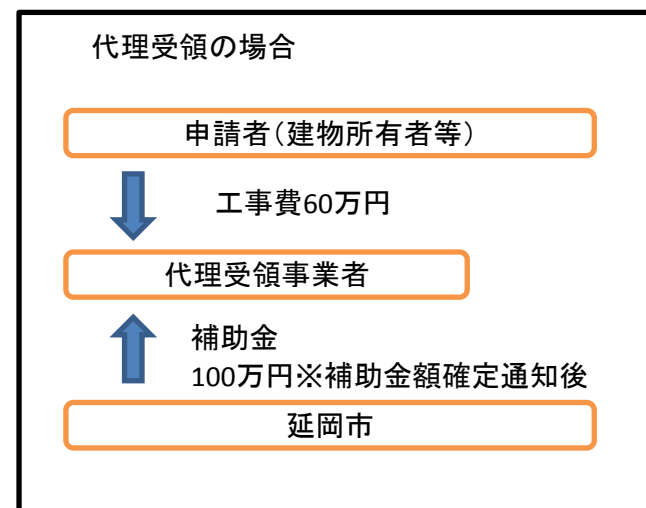 代理受領の場合
申請者(建物所有者等)
工事費60万円
代理受領事業者
補助金
100万円※補助金額確定通知後
延岡市